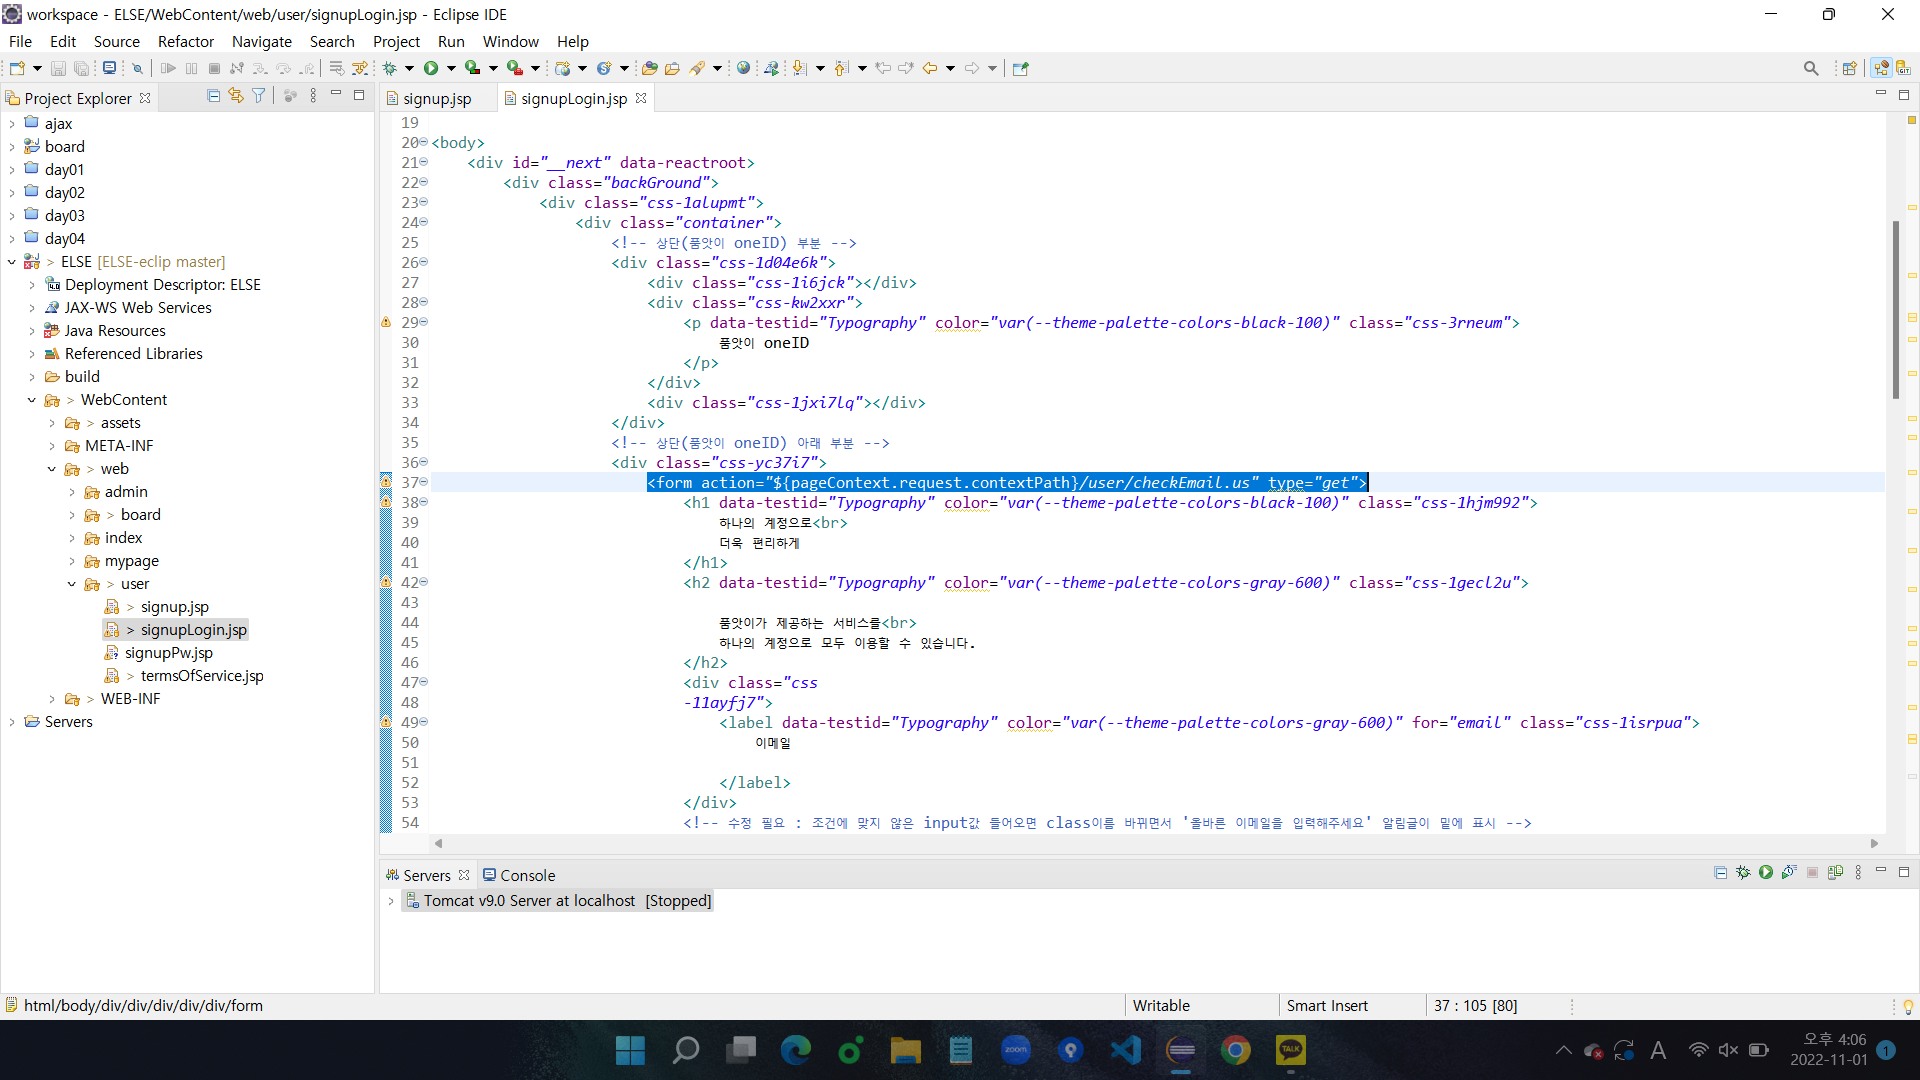 workspace - ELSE/WebContent/web/user/signupLogin.jsp - Eclipse IDE
File Edit Source Refactor Navigate Search Project Run Window Help
Project Explorer
ajax
board
day01
day02
day03
day04
> ELSE [ELSE-eclip master]
Deployment Descriptor: ELSE
JAX-WS Web Services
Java Resources
Referenced Libraries
build
> WebContent
> assets
META-INF
> web
admin
> board
index
mypage
> user
> signup.jsp
> signupLogin.jsp
signupPw.jsp
> termsOfService.jsp
> WEB-INF
Servers
signup.jsp signupLogin.jsp
19
20 <body>
21 <div id="__next" data-reactroot>
22 <div class="backGround">
23 <div class="css-1alupmt">
24 <div class="container">
25 <!-- 상단(품앗이 oneID) 부분 -->
26 <div class="css-1d04e6k">
27 <div class="css-1i6jck"></div>
28 <div class="css-kw2xxr">
29 <p data-testid="Typography" color="var(--theme-palette-colors-black-100)" class="css-3rneum">
30 품앗이 oneID
31 </p>
32 </div>
33 <div class="css-1jxi7lq"></div>
34 </div>
35 <!-- 상단(품앗이 oneID) 아래 부분 -->
36 <div class="css-yc37i7">
37 <form action="${pageContext.request.contextPath}/user/checkEmail.us" type="get">
38 <h1 data-testid="Typography" color="var(--theme-palette-colors-black-100)" class="css-1hjm992">
39 하나의 계정으로<br>
40 더욱 편리하게
41 </h1>
42 <h2 data-testid="Typography" color="var(--theme-palette-colors-gray-600)" class="css-1gecl2u">
43
44 품앗이가 제공하는 서비스를<br>
45 하나의 계정으로 모두 이용할 수 있습니다.
46 </h2>
47 <div class="css
48 -11ayfj7">
49 <label data-testid="Typography" color="var(--theme-palette-colors-gray-600)" for="email" class="css-1isrpua">
50 이메일
51
52 </label>
53 </div>
54 <!-- 수정 필요 : 조건에 맞지 않은 input값 들어오면 class이름 바뀌면서 '올바른 이메일을 입력해주세요' 알림글이 밑에 표시 -->
Servers Console
Tomcat v9.0 Server at localhost [Stopped]
html/body/div/div/div/div/div/form Writable Smart Insert 37 : 105 [80]
zoom
TALK
A
오후 4:06
2022-11-01
1